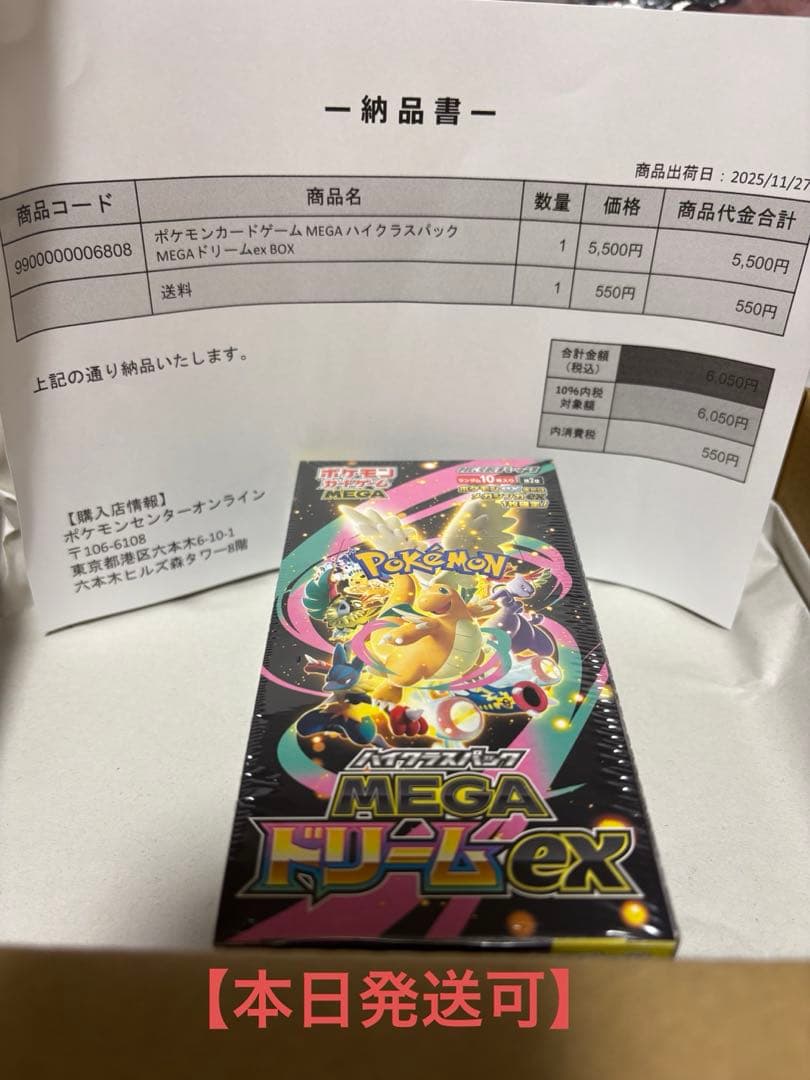 ー納品書ー
商品出荷日：2025/11/27
商品コード 商品名 数量 価格 商品代金合計
9900000006808 ポケモンカードゲーム MEGA ハイクラスパック MEGAドリームex BOX 1 5,500円 5,500円
送料 1 550円 550円
上記の通り納品いたします。
合計金額（税込） 6,050円
10%内税対象額 6,050円
内消費税 550円
【購入店情報】
ポケモンセンターオンライン
〒106-6108
東京都港区六本木6-10-1
六本木ヒルズ森タワー8階
ポケモン
カードゲーム
MEGA
ランダム10枚入り
POKéMON
ハイクラスパック
MEGA
ドリームex
【本日発送可】